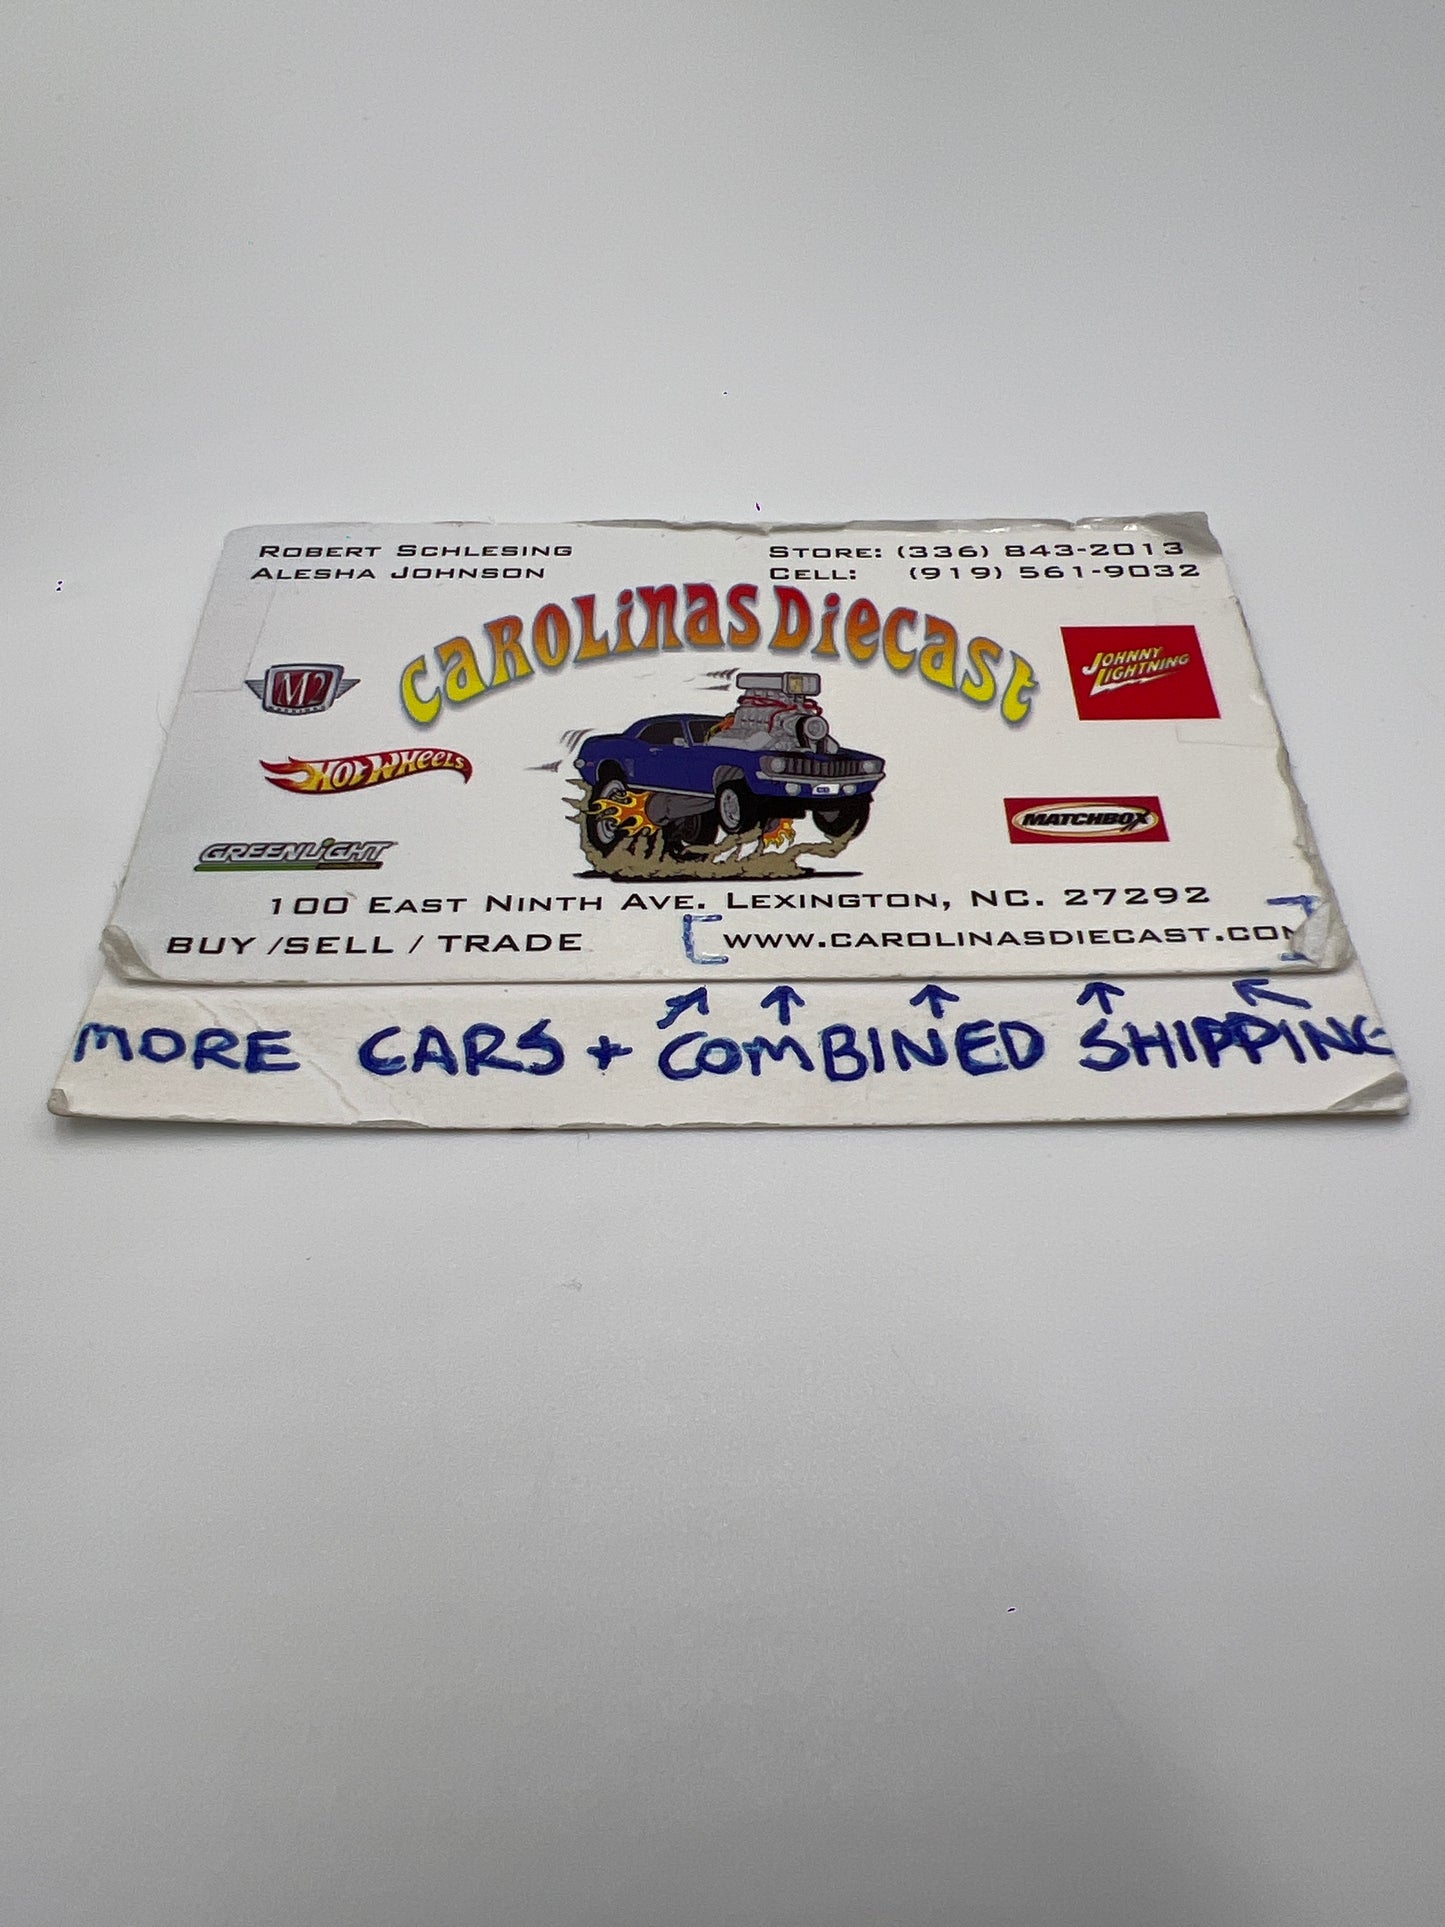 ROBERT SCHLESING
ALESHA JOHNSON
STORE: (336) 843-2013
CELL: (919) 561-9032
CAROLINAS DIECAST
M2
JOHNNY LIGHTNING
HOT WHEELS
MATCHBOX
GREENLIGHT
100 EAST NINTH AVE. LEXINGTON, NC. 27292
BUY /SELL / TRADE [WWW.CAROLINASDIECAST.COM]
MORE CARS + COMBINED SHIPPING